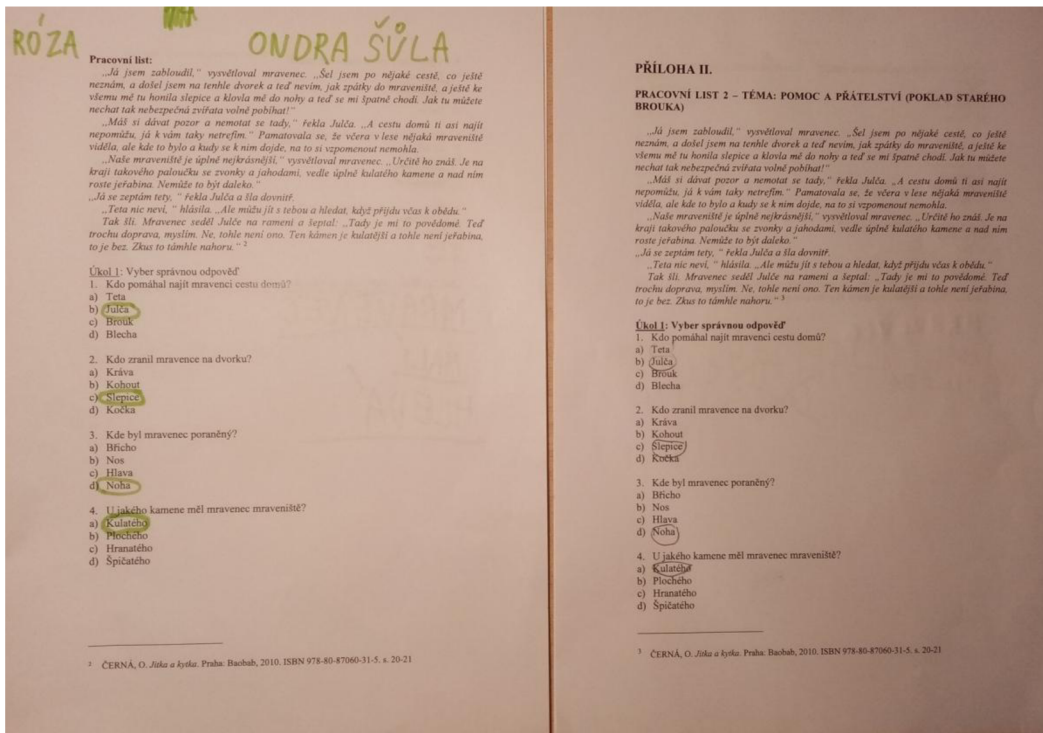 RÓZA
ONDRA ŠŮLA
Pracovní list:
„Já jsem zabloudil,“ vysvětloval mravenec. „Šel jsem po nějaké cestě, co ještě
neznám, a došel jsem na tenhle dvorek a teď nevím, jak zpátky do mraveniště, a ještě ke
všemu mě tu honila slepice a klovla mě do nohy a teď se mi špatně chodí. Jak tu můžete
nechat tak nebezpečná zvířata volně pobíhat!“
„Máš si dávat pozor a nemotat se tady,“ řekla Julča. „A cestu domů ti asi najít
nepomůžu, já k vám taky netrefím.“ Pamatovala se, že včera v lese nějaká mraveniště
viděla, ale kde to bylo a kudy se k nim dojde, na to si vzpomenout nemohla.
„Naše mraveniště je úplně nejkrásnější,“ vysvětloval mravenec. „Určitě ho znáš. Je na
kraji takového paloučku se zvonky a jahodami, vedle úplně kulatého kamene a nad ním
roste jeřabina. Nemůže to být daleko.“
„Já se zeptám tety,“ řekla Julča a šla dovnitř.
„Teta nic neví,“ hlásila. „Ale můžu jít s tebou a hledat, když přijdu včas k obědu.“
Tak šli. Mravenec seděl Julče na rameni a šeptal: „Tady je mi to povědomé. Teď
trochu doprava, myslím. Ne, tohle není ono. Ten kámen je kulatější a tohle není jeřabina,
to je bez. Zkus to támhle nahoru.“ 2
Úkol 1: Vyber správnou odpověď
1. Kdo pomáhal najít mravenci cestu domů?
a) Teta
b) Julča
c) Brouk
d) Blecha
2. Kdo zranil mravence na dvorku?
a) Kráva
b) Kohout
c) Slepice
d) Kočka
3. Kde byl mravenec poraněný?
a) Břicho
b) Nos
c) Hlava
d) Noha
4. U jakého kamene měl mravenec mraveniště?
a) Kulatého
b) Plochého
c) Hranatého
d) Špičatého
2 ČERNÁ, O. Jitka a kytka. Praha: Baobab, 2010. ISBN 978-80-87060-31-5. s. 20-21
PŘÍLOHA II.
PRACOVNÍ LIST 2 – TÉMA: POMOC A PŘÁTELSTVÍ (POKLAD STARÉHO
BROUKA)
„Já jsem zabloudil,“ vysvětloval mravenec. „Šel jsem po nějaké cestě, co ještě
neznám, a došel jsem na tenhle dvorek a teď nevím, jak zpátky do mraveniště, a ještě ke
všemu mě tu honila slepice a klovla mě do nohy a teď se mi špatně chodí. Jak tu můžete
nechat tak nebezpečná zvířata volně pobíhat!“
„Máš si dávat pozor a nemotat se tady,“ řekla Julča. „A cestu domů ti asi najít
nepomůžu, já k vám taky netrefím.“ Pamatovala se, že včera v lese nějaká mraveniště
viděla, ale kde to bylo a kudy se k nim dojde, na to si vzpomenout nemohla.
„Naše mraveniště je úplně nejkrásnější,“ vysvětloval mravenec. „Určitě ho znáš. Je na
kraji takového paloučku se zvonky a jahodami, vedle úplně kulatého kamene a nad ním
roste jeřabina. Nemůže to být daleko.“
„Já se zeptám tety,“ řekla Julča a šla dovnitř.
„Teta nic neví,“ hlásila. „Ale můžu jít s tebou a hledat, když přijdu včas k obědu.“
Tak šli. Mravenec seděl Julče na rameni a šeptal: „Tady je mi to povědomé. Teď
trochu doprava, myslím. Ne, tohle není ono. Ten kámen je kulatější a tohle není jeřabina,
to je bez. Zkus to támhle nahoru.“ 3
Úkol 1: Vyber správnou odpověď
1. Kdo pomáhal najít mravenci cestu domů?
a) Teta
b) Julča
c) Brouk
d) Blecha
2. Kdo zranil mravence na dvorku?
a) Kráva
b) Kohout
c) Slepice
d) Kočka
3. Kde byl mravenec poraněný?
a) Břicho
b) Nos
c) Hlava
d) Noha
4. U jakého kamene měl mravenec mraveniště?
a) Kulatého
b) Plochého
c) Hranatého
d) Špičatého
3 ČERNÁ, O. Jitka a kytka. Praha: Baobab, 2010. ISBN 978-80-87060-31-5. s. 20-21